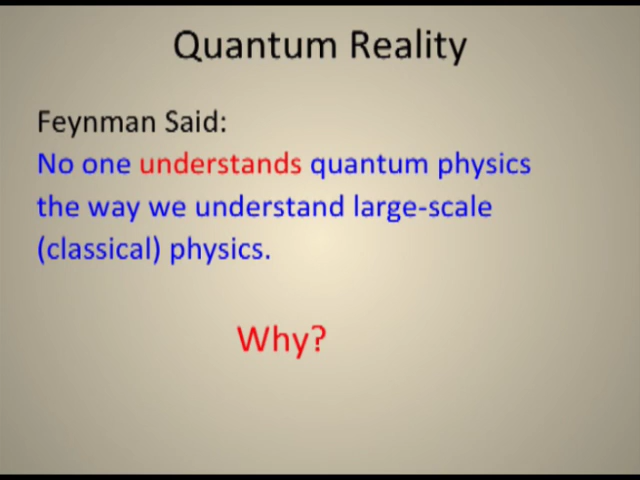 Quantum Reality
Feynman Said:
No one understands quantum physics
the way we understand large-scale
(classical) physics.
Why?